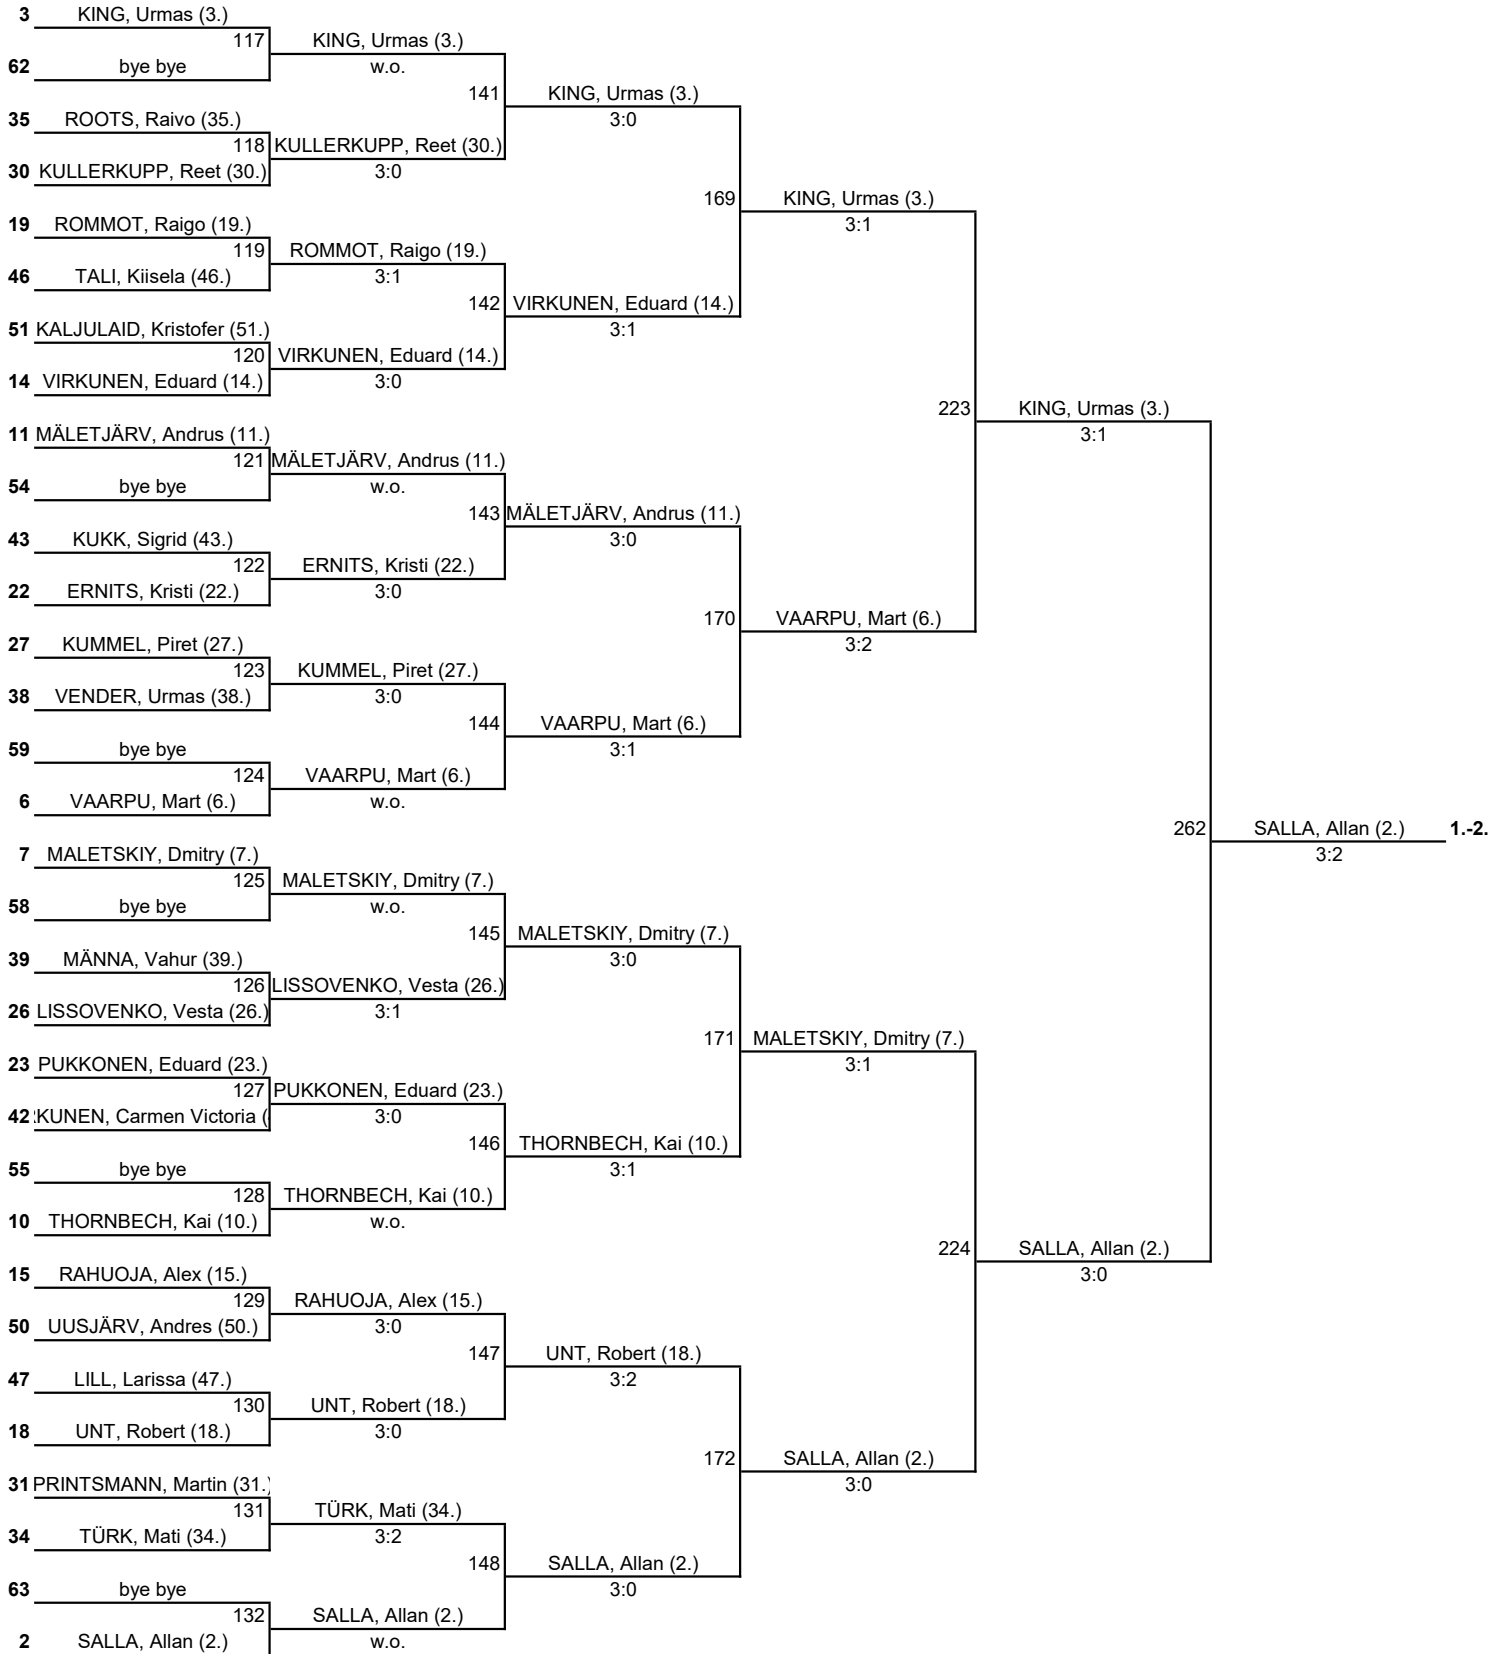 3 KING, Urmas (3.)
117 KING, Urmas (3.)
62 bye bye w.o.
141 KING, Urmas (3.)
35 ROOTS, Raivo (35.) 3:0
118 KULLERKUPP, Reet (30.)
30 KULLERKUPP, Reet (30.) 3:0
169 KING, Urmas (3.)
19 ROMMOT, Raigo (19.) 3:1
119 ROMMOT, Raigo (19.)
46 TALI, Kiisela (46.) 3:1
142 VIRKUNEN, Eduard (14.)
51 KALJULAID, Kristofer (51.) 3:1
120 VIRKUNEN, Eduard (14.)
14 VIRKUNEN, Eduard (14.) 3:0
223 KING, Urmas (3.)
11 MÄLETJÄRV, Andrus (11.) 3:1
121 MÄLETJÄRV, Andrus (11.)
54 bye bye w.o.
143 MÄLETJÄRV, Andrus (11.)
43 KUKK, Sigrid (43.) 3:0
122 ERNITS, Kristi (22.)
22 ERNITS, Kristi (22.) 3:0
170 VAARPU, Mart (6.)
27 KUMMEL, Piret (27.) 3:2
123 KUMMEL, Piret (27.)
38 VENDER, Urmas (38.) 3:0
144 VAARPU, Mart (6.)
59 bye bye 3:1
124 VAARPU, Mart (6.)
6 VAARPU, Mart (6.) w.o.
262 SALLA, Allan (2.) 1.-2.
7 MALETSKIY, Dmitry (7.) 3:2
125 MALETSKIY, Dmitry (7.)
58 bye bye w.o.
145 MALETSKIY, Dmitry (7.)
39 MÄNNA, Vahur (39.) 3:0
126 LISSOVENKO, Vesta (26.)
26 LISSOVENKO, Vesta (26.) 3:1
171 MALETSKIY, Dmitry (7.)
23 PUKKONEN, Eduard (23.) 3:1
127 PUKKONEN, Eduard (23.)
42 KUNEN, Carmen Victoria ( 3:0
146 THORNBECH, Kai (10.)
55 bye bye 3:1
128 THORNBECH, Kai (10.)
10 THORNBECH, Kai (10.) w.o.
224 SALLA, Allan (2.)
15 RAHUOJA, Alex (15.) 3:0
129 RAHUOJA, Alex (15.)
50 UUSJÄRV, Andres (50.) 3:0
147 UNT, Robert (18.)
47 LILL, Larissa (47.) 3:2
130 UNT, Robert (18.)
18 UNT, Robert (18.) 3:0
172 SALLA, Allan (2.)
31 PRINTSMANN, Martin (31.) 3:0
131 TÜRK, Mati (34.)
34 TÜRK, Mati (34.) 3:2
148 SALLA, Allan (2.)
63 bye bye 3:0
132 SALLA, Allan (2.)
2 SALLA, Allan (2.) w.o.